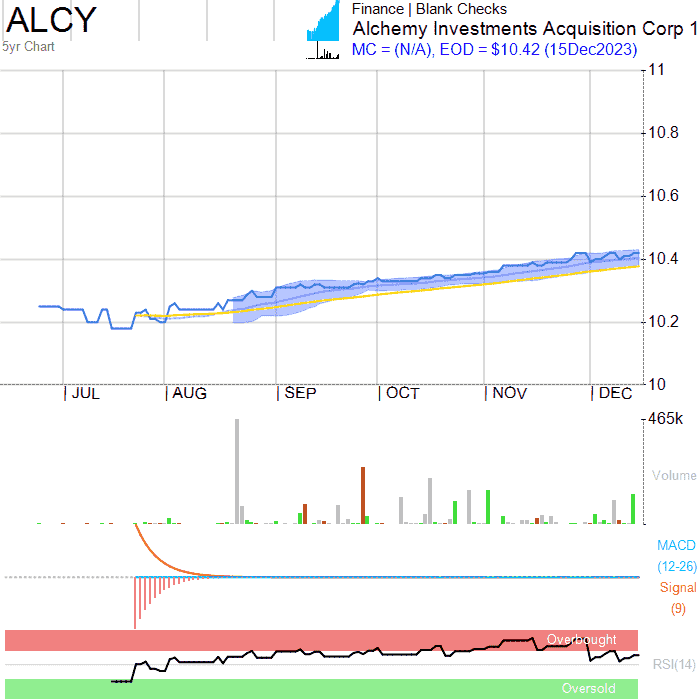 ALCY
5yr Chart
Finance | Blank Checks
Alchemy Investments Acquisition Corp 1
MC = (N/A), EOD = $10.42 (15Dec2023)
11
10.8
10.6
10.4
10.2
10
JUL AUG SEP OCT NOV DEC
465k
Volume
MACD
(12-26)
Signal
(9)
Overbought
RSI(14)
Oversold